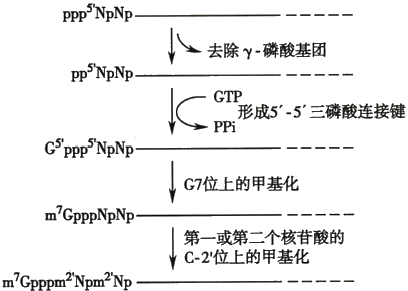 ppp5'NpNp
去除γ-磷酸基团
pp5'NpNp
GTP
形成5′-5′三磷酸连接键
PPi
G5'ppp5'NpNp
G7位上的甲基化
m7GpppNpNp
第一或第二个核苷酸的
C-2'位上的甲基化
m7Gpppm2'Npm2'Np